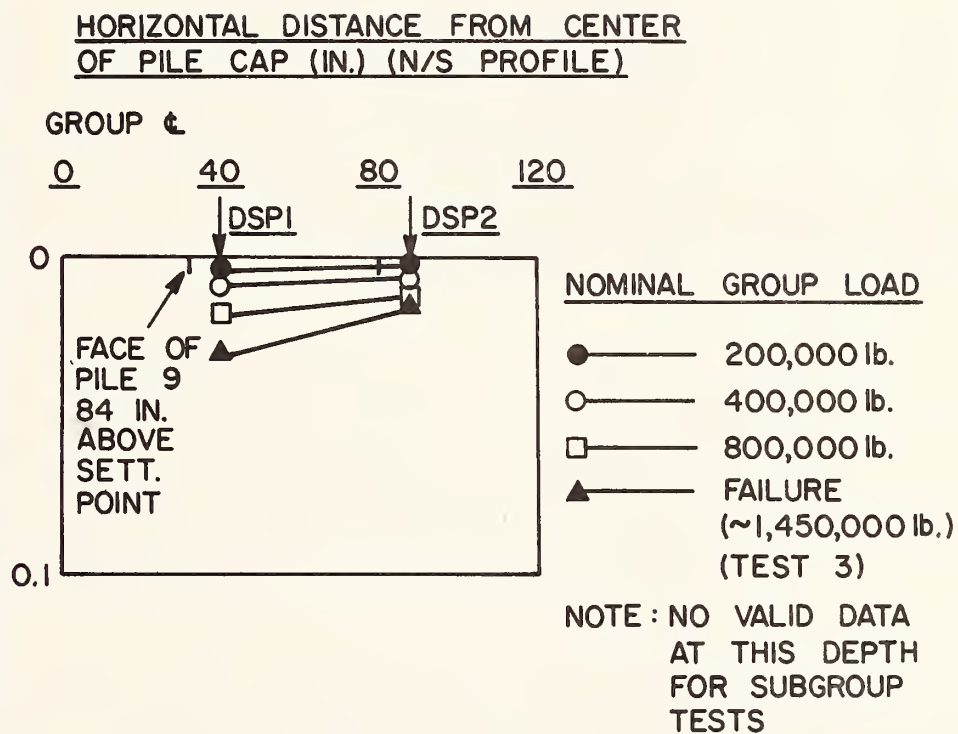 HORIZONTAL DISTANCE FROM CENTER
OF PILE CAP (IN.) (N/S PROFILE)
GROUP ℄
0 40 80 120
DSP1 DSP2
0
FACE OF
PILE 9
84 IN.
ABOVE
SETT.
POINT
0.1
NOMINAL GROUP LOAD
200,000 lb.
400,000 lb.
800,000 lb.
FAILURE
(~1,450,000 lb.)
(TEST 3)
NOTE: NO VALID DATA
AT THIS DEPTH
FOR SUBGROUP
TESTS